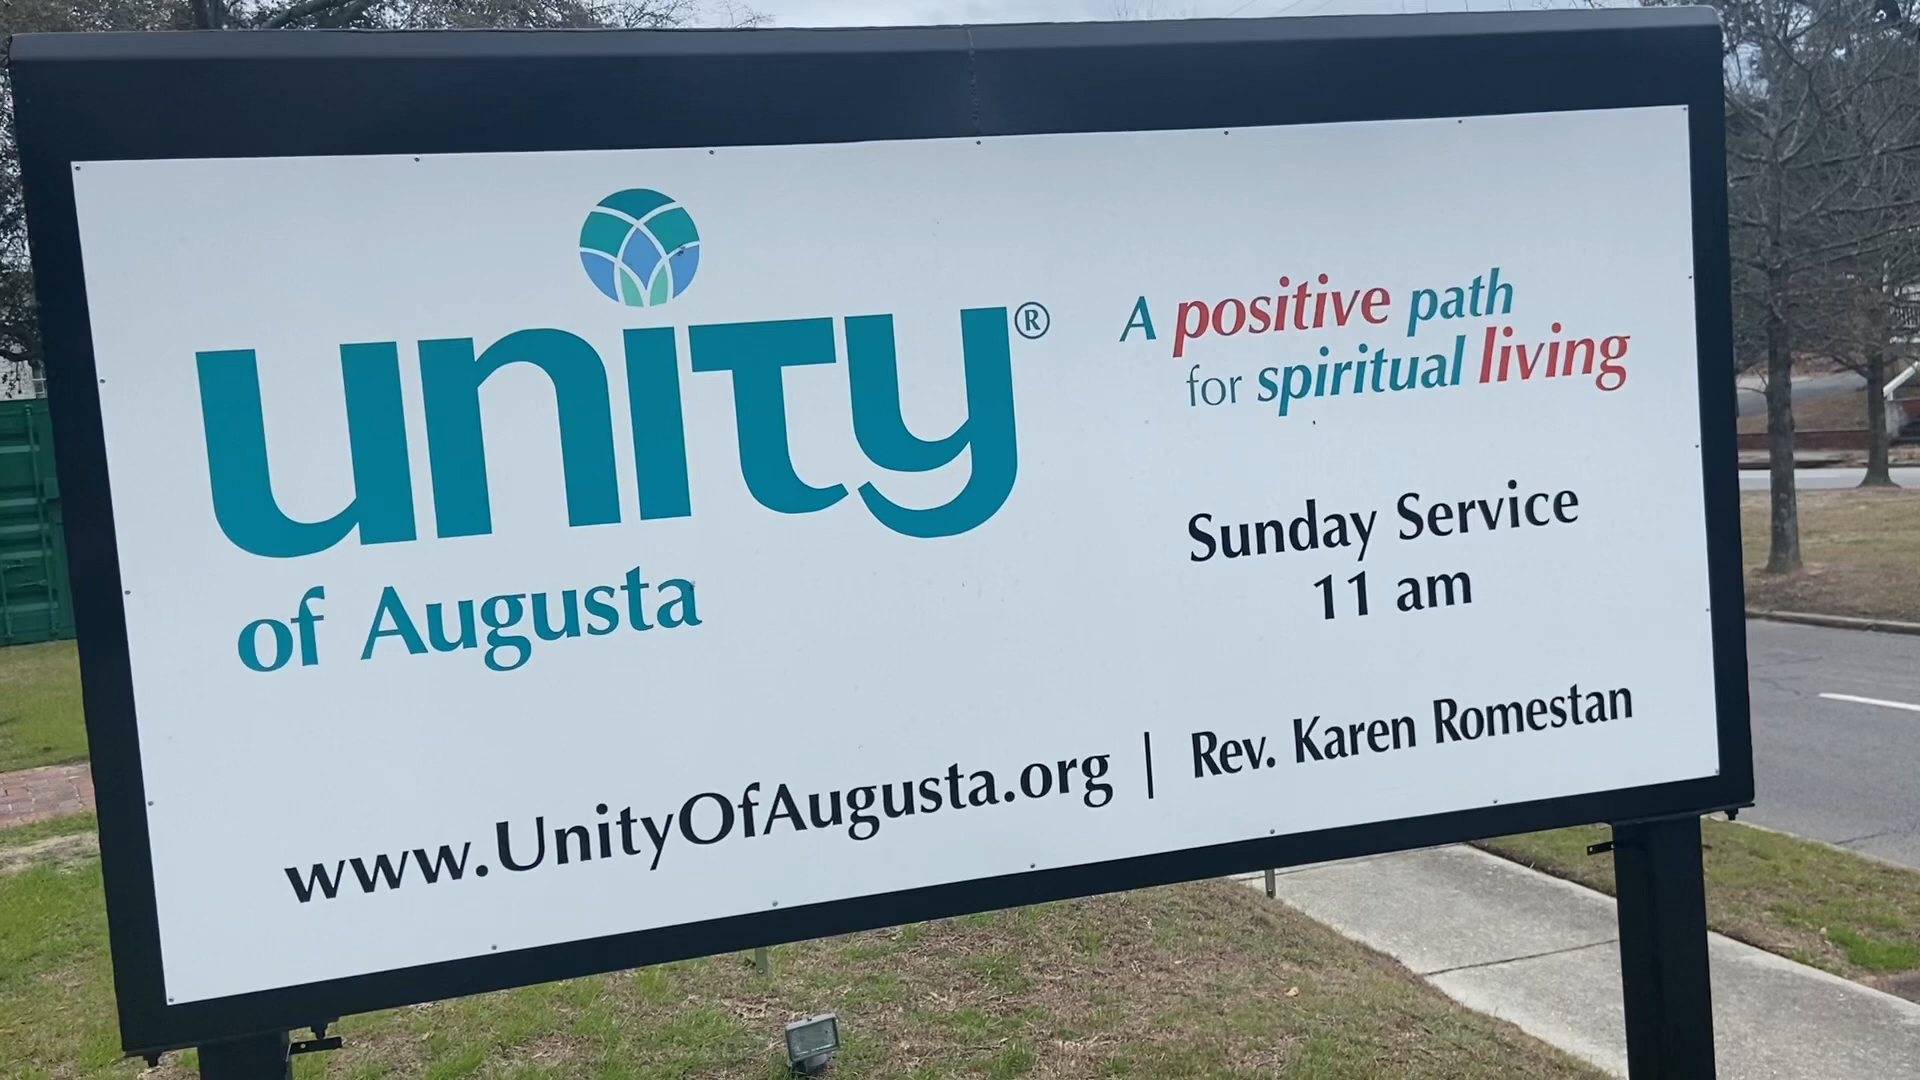 unity®
of Augusta
A positive path
for spiritual living
Sunday Service
11 am
www.UnityOfAugusta.org | Rev. Karen Romestan